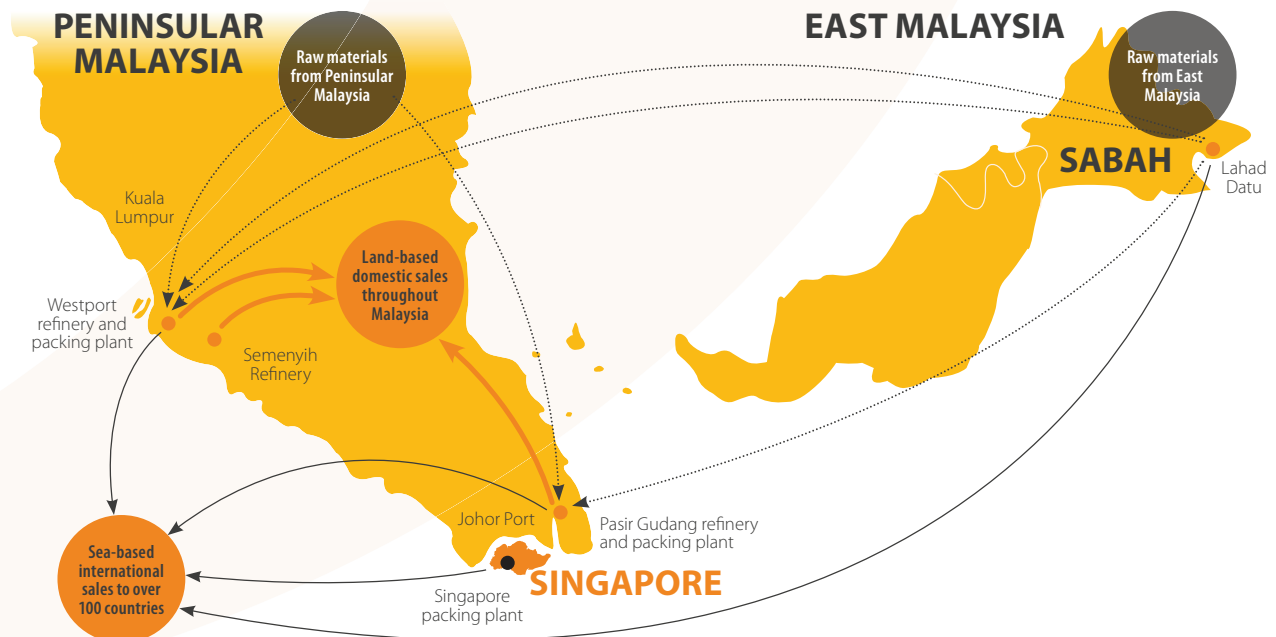 PENINSULAR
MALAYSIA
EAST MALAYSIA
Raw materials
from Peninsular
Malaysia
Raw materials
from East
Malaysia
SABAH
Lahad
Datu
Kuala
Lumpur
Land-based
domestic sales
throughout
Malaysia
Westport
refinery and
packing plant
Semenyih
Refinery
Johor Port
Pasir Gudang refinery
and packing plant
Sea-based
international
sales to over
100 countries
SINGAPORE
Singapore
packing plant